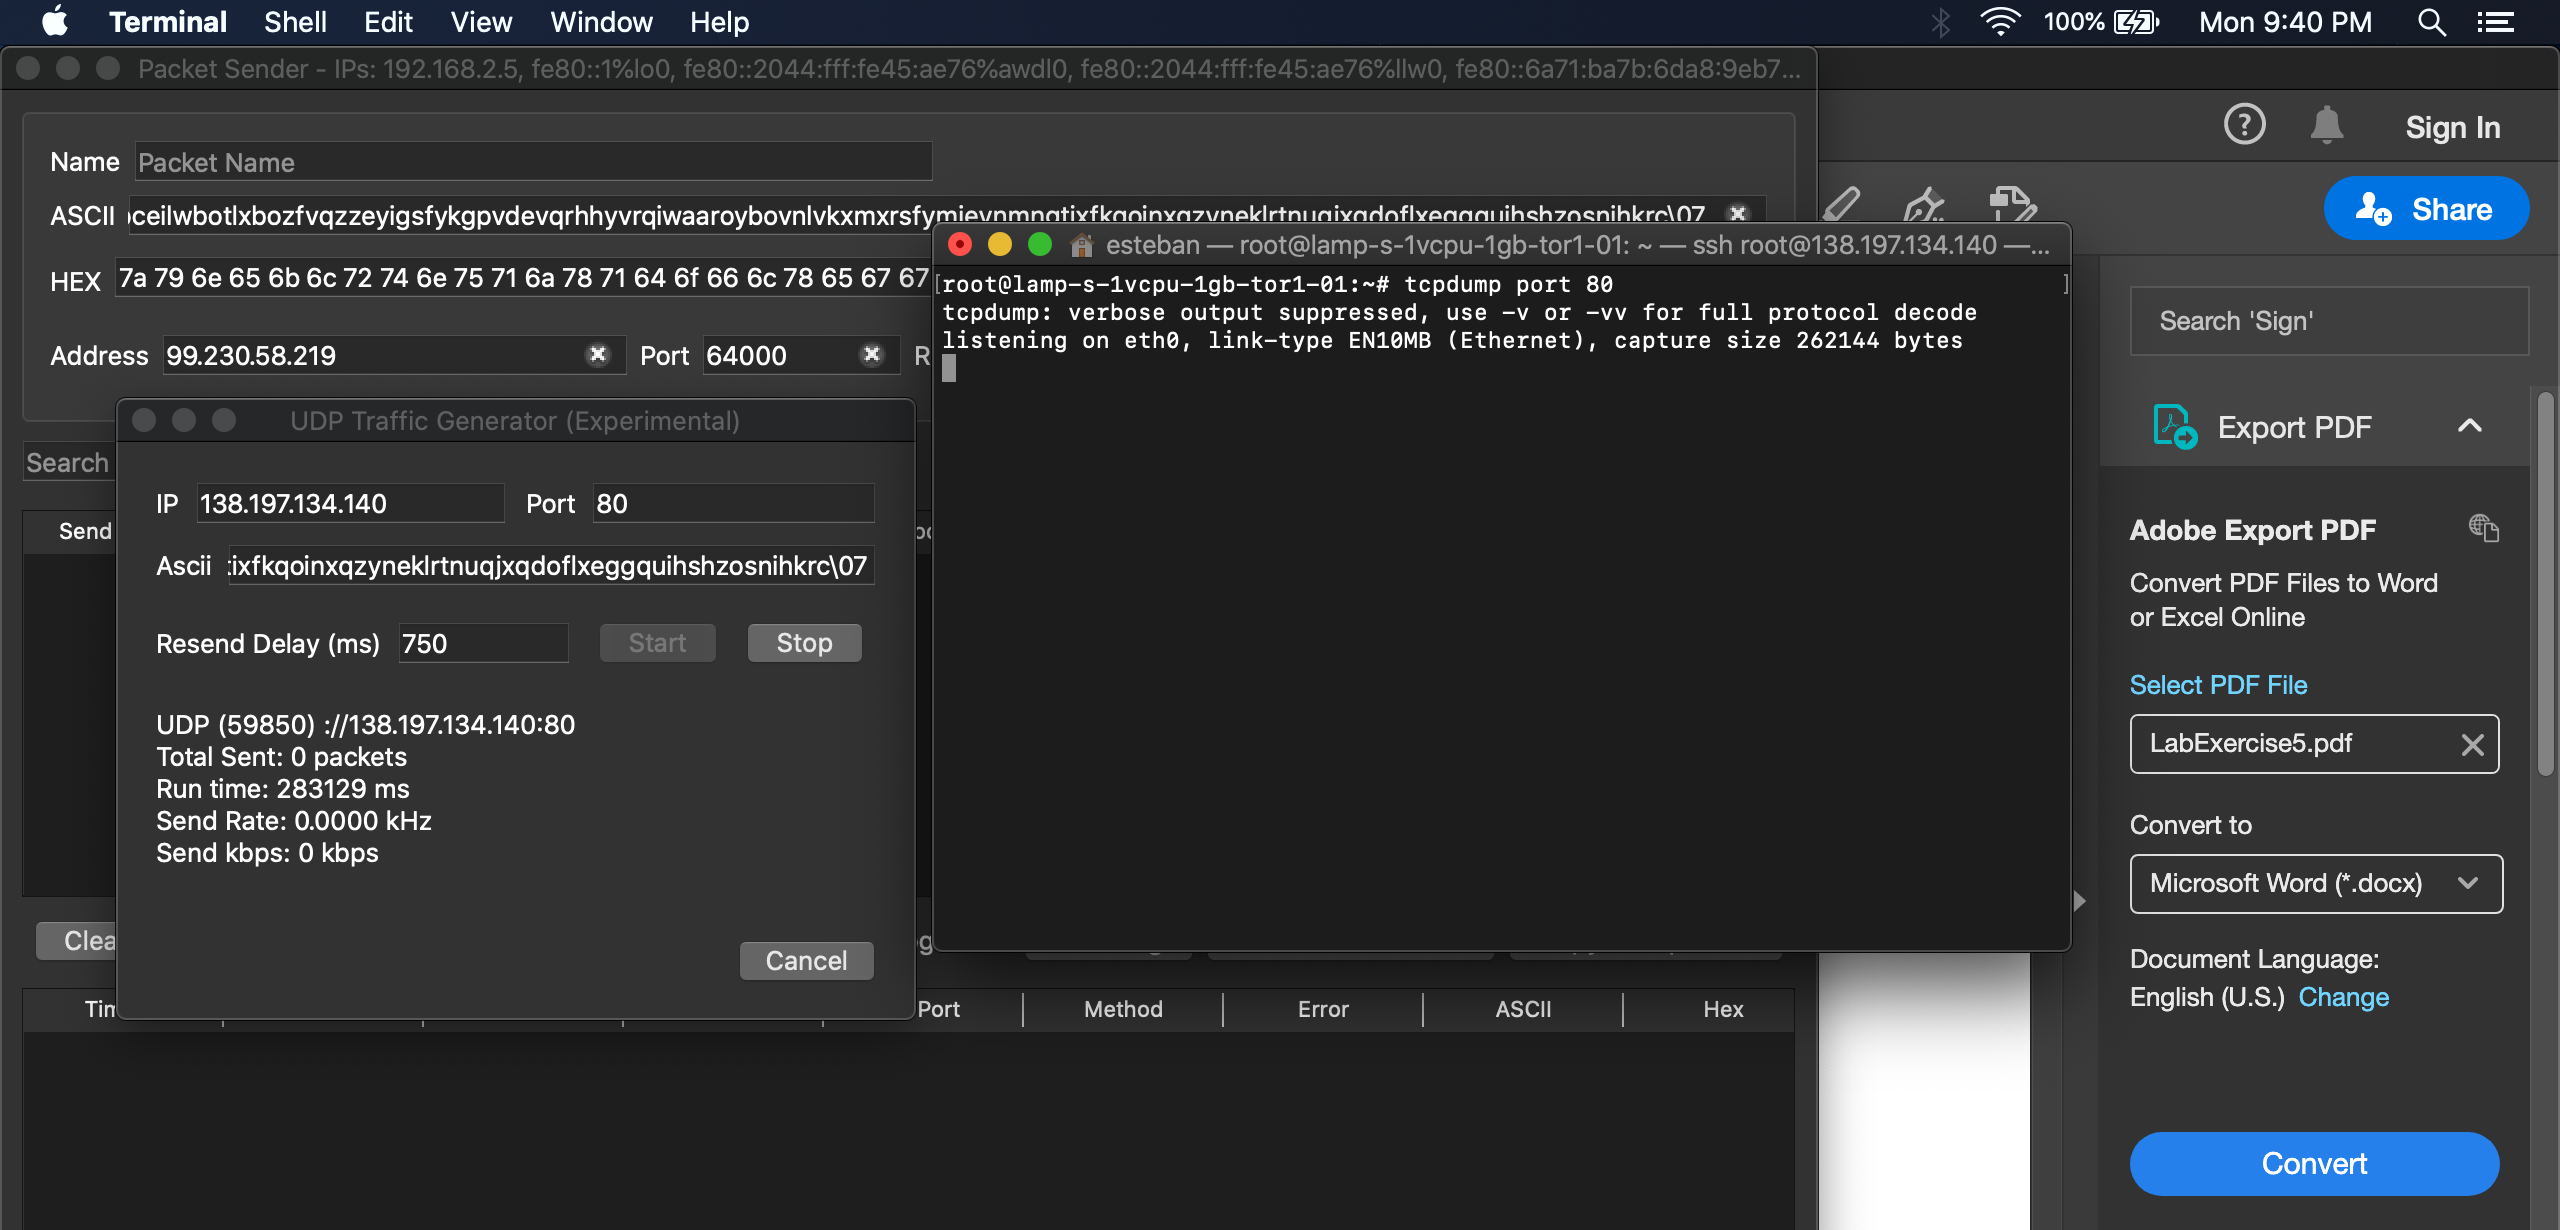 Terminal Shell Edit View Window Help 100% Mon 9:40 PM
Packet Sender - IPs: 192.168.2.5, fe80::1%lo0, fe80::2044:fff:fe45:ae76%awdl0, fe80::2044:fff:fe45:ae76%llw0, fe80::6a71:ba7b:6da8:9eb7...
Name Packet Name
ASCII
HEX 7a 79 6e 65 6b 6c 72 74 6e 75 71 6a 78 71 64 6f 66 6c 78 65 67 67
Address 99.230.58.219 Port 64000 R
Search
Send
Clea
Tim Port Method Error ASCII Hex
UDP Traffic Generator (Experimental)
IP 138.197.134.140 Port 80
Ascii :ixfkqoinxqzyneklrtnuqjxqdoflxeggquihshzosnihkrc\07
Resend Delay (ms) 750 Start Stop
UDP (59850) ://138.197.134.140:80
Total Sent: 0 packets
Run time: 283129 ms
Send Rate: 0.0000 kHz
Send kbps: 0 kbps
Cancel
esteban — root@lamp-s-1vcpu-1gb-tor1-01: ~ — ssh root@138.197.134.140 —...
[root@lamp-s-1vcpu-1gb-tor1-01:~# tcpdump port 80 ]
tcpdump: verbose output suppressed, use -v or -vv for full protocol decode
listening on eth0, link-type EN10MB (Ethernet), capture size 262144 bytes
Sign In
Share
Search 'Sign'
Export PDF
Adobe Export PDF
Convert PDF Files to Word
or Excel Online
Select PDF File
LabExercise5.pdf
Convert to
Microsoft Word (*.docx)
Document Language:
English (U.S.) Change
Convert